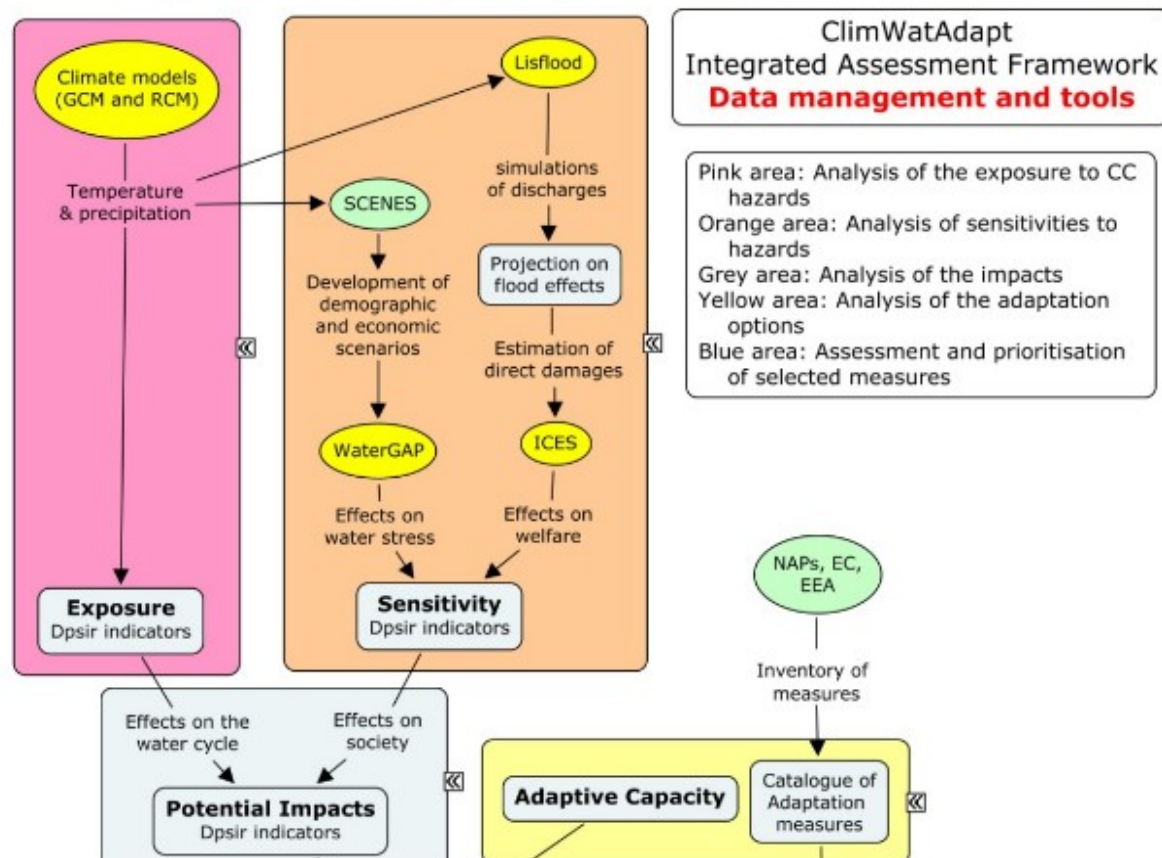 ClimWatAdapt
Integrated Assessment Framework
Data management and tools
Pink area: Analysis of the exposure to CC
hazards
Orange area: Analysis of sensitivities to
hazards
Grey area: Analysis of the impacts
Yellow area: Analysis of the adaptation
options
Blue area: Assessment and prioritisation
of selected measures
Climate models
(GCM and RCM)
Temperature
& precipitation
Exposure
Dpsir indicators
Lisflood
simulations
of discharges
SCENES
Projection on
flood effects
Development of
demographic
and economic
scenarios
Estimation of
direct damages
WaterGAP
ICES
Effects on
water stress
Effects on
welfare
Sensitivity
Dpsir indicators
Effects on the
water cycle
Effects on
society
Potential Impacts
Dpsir indicators
NAPs, EC,
EEA
Inventory of
measures
Adaptive Capacity
Catalogue of
Adaptation
measures